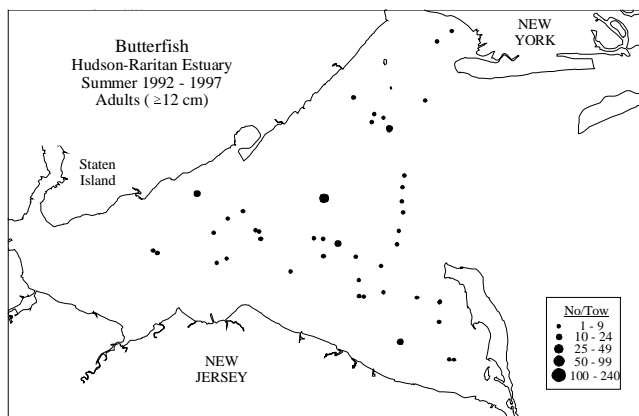 Butterfish
Hudson-Raritan Estuary
Summer 1992 - 1997
Adults ( ≥12 cm)
NEW
YORK
Staten
Island
NEW
JERSEY
No/Tow
1 - 9
10 - 24
25 - 49
50 - 99
100 - 240